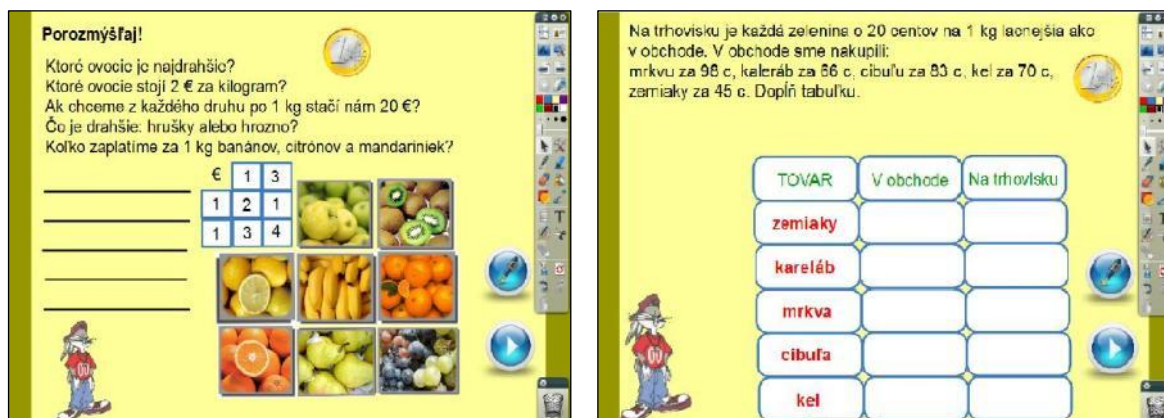 Porozmýšľaj!
Ktoré ovocie je najdrahšie?
Ktoré ovocie stojí 2 € za kilogram?
Ak chceme z každého druhu po 1 kg stačí nám 20 €?
Čo je drahšie: hrušky alebo hrozno?
Koľko zaplatíme za 1 kg banánov, citrónov a mandariniek?
€ 1 3
1 2 1
1 3 4
Na trhovisku je každá zelenina o 20 centov na 1 kg lacnejšia ako
v obchode. V obchode sme nakupili:
mrkvu za 98 c, kaleráb za 66 c, cibuľu za 83 c, kel za 70 c,
zemiaky za 45 c. Doplň tabuľku.
TOVAR V obchode Na trhovisku
zemiaky
kareláb
mrkva
cibuľa
kel